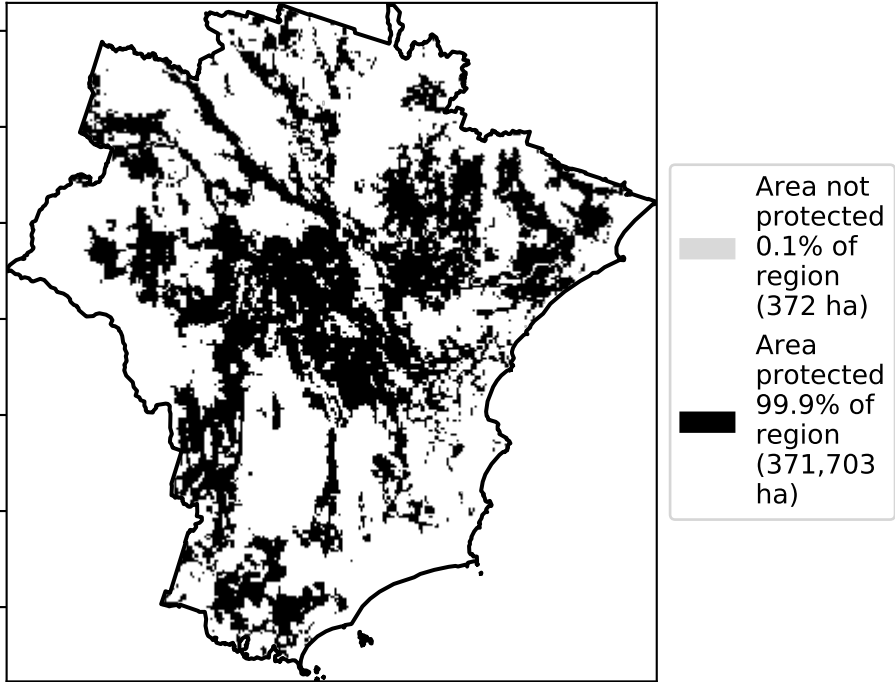 Area not
protected
0.1% of
region
(372 ha)
Area
protected
99.9% of
region
(371,703
ha)